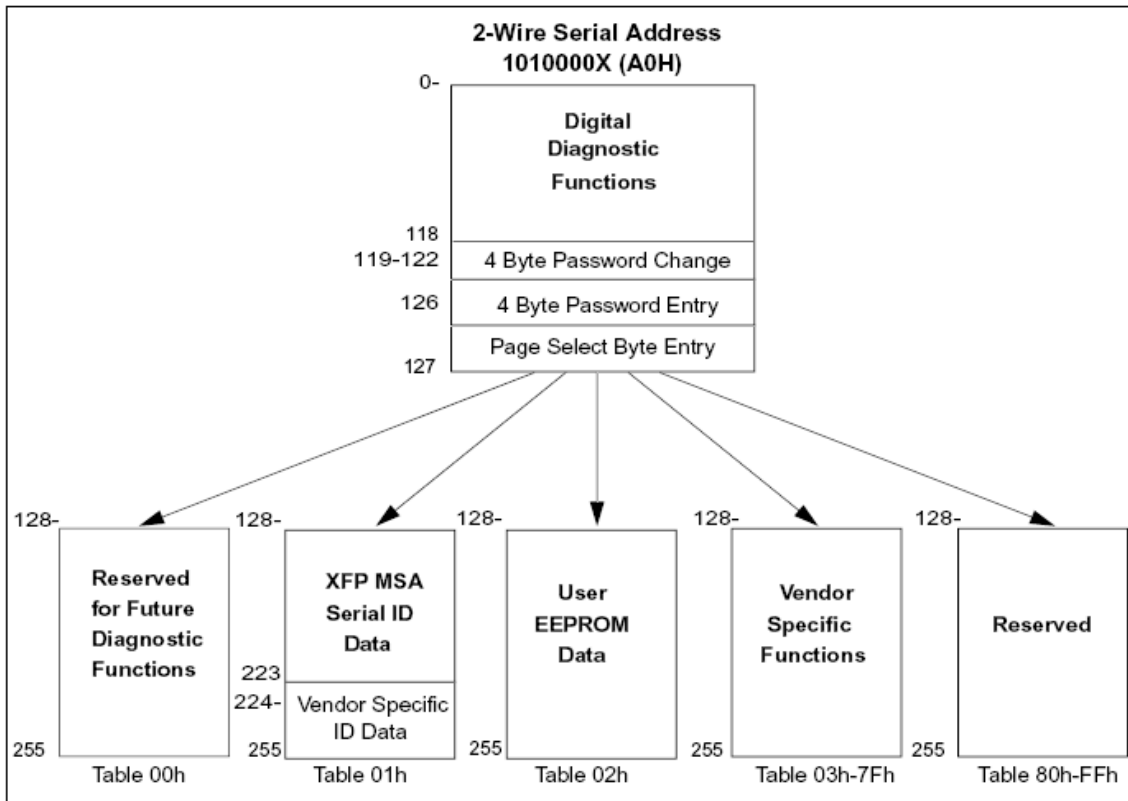 2-Wire Serial Address
1010000X (A0H)
0-
Digital
Diagnostic
Functions
118
119-122
4 Byte Password Change
126
4 Byte Password Entry
Page Select Byte Entry
127
128-
Reserved
for Future
Diagnostic
Functions
255
Table 00h
128-
XFP MSA
Serial ID
Data
223
224-
Vendor Specific
ID Data
255
Table 01h
128-
User
EEPROM
Data
255
Table 02h
128-
Vendor
Specific
Functions
255
Table 03h-7Fh
128-
Reserved
255
Table 80h-FFh